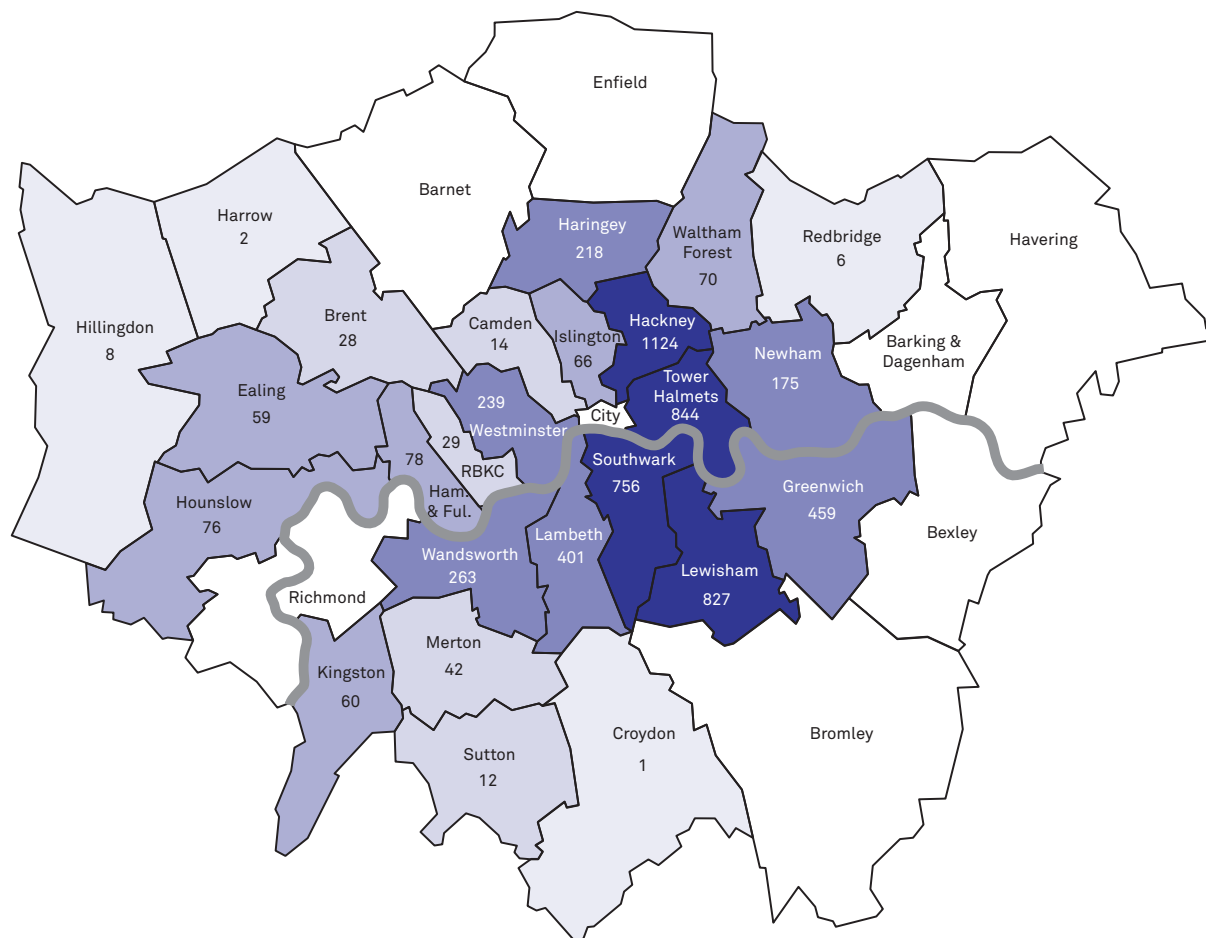 Enfield
Barnet
Harrow
2
Haringey
218
Waltham
Forest
70
Redbridge
6
Havering
Hillingdon
8
Brent
28
Camden
14
Islington
66
Hackney
1124
Newham
175
Barking &
Dagenham
Ealing
59
239
Westminster
City
Tower
Halmets
844
29
RBKC
78
Ham.
& Ful.
Southwark
756
Hounslow
76
Greenwich
459
Bexley
Wandsworth
263
Lambeth
401
Lewisham
827
Richmond
Kingston
60
Merton
42
Sutton
12
Croydon
1
Bromley